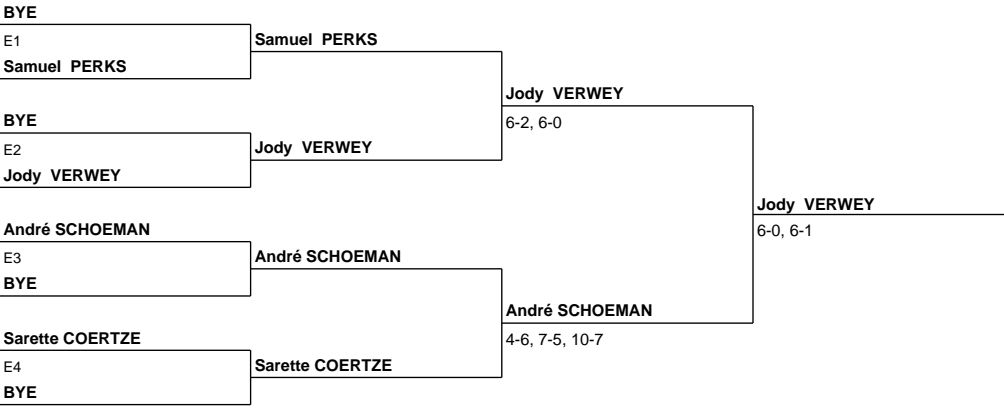 BYE
E1
Samuel PERKS
Samuel PERKS
BYE
E2
Jody VERWEY
Jody VERWEY
Jody VERWEY
6-2, 6-0
André SCHOEMAN
E3
BYE
André SCHOEMAN
Sarette COERTZE
E4
BYE
Sarette COERTZE
André SCHOEMAN
4-6, 7-5, 10-7
Jody VERWEY
6-0, 6-1